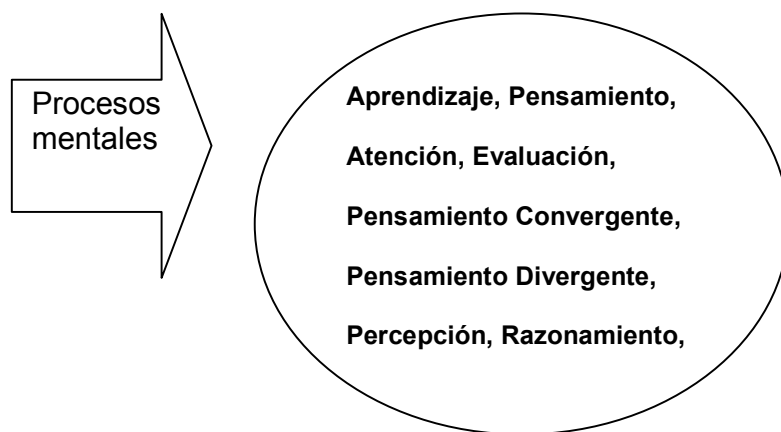 Procesos
mentales
Aprendizaje, Pensamiento,
Atención, Evaluación,
Pensamiento Convergente,
Pensamiento Divergente,
Percepción, Razonamiento,